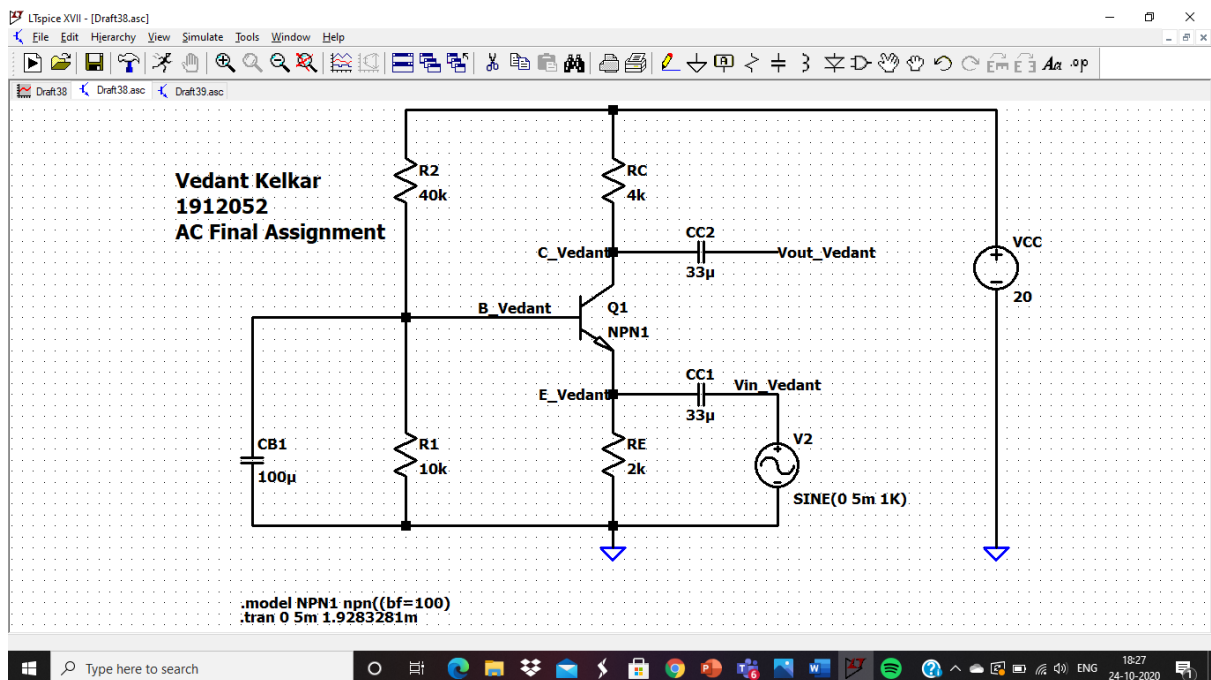 LTspice XVII - [Draft38.asc]
File Edit Hierarchy View Simulate Tools Window Help
Draft38 Draft38.asc Draft39.asc
Vedant Kelkar
1912052
AC Final Assignment
R2
40k
RC
4k
C_Vedant
CC2
33µ
Vout_Vedant
VCC
20
B_Vedant
Q1
NPN1
E_Vedant
CC1
33µ
Vin_Vedant
CB1
100µ
R1
10k
RE
2k
V2
SINE(0 5m 1K)
.model NPN1 npn((bf=100)
.tran 0 5m 1.9283281m
Type here to search
ENG
18:27
24-10-2020